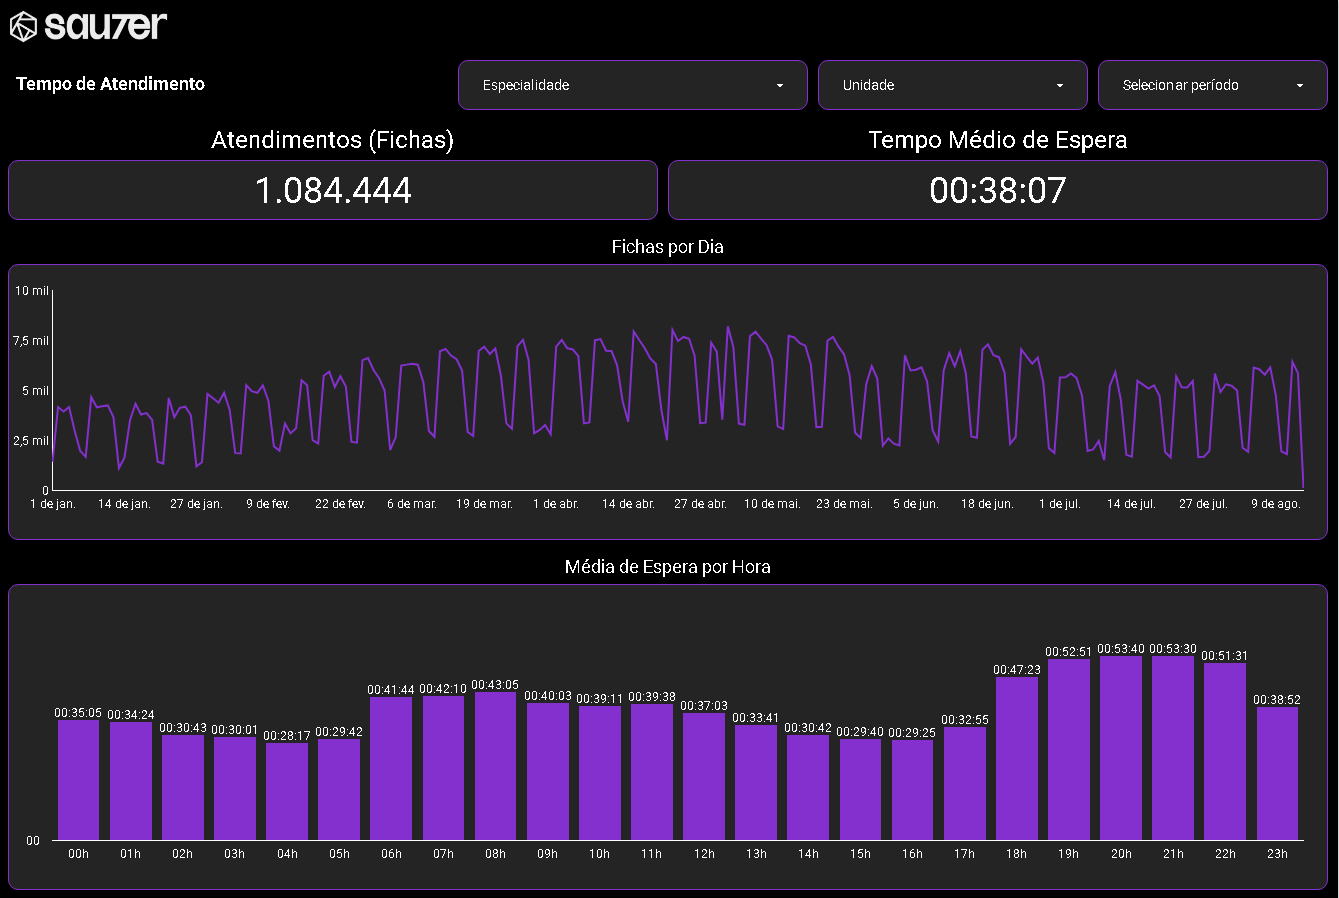 sau7er
Tempo de Atendimento
Especialidade
Unidade
Selecionar período
Atendimentos (Fichas)
Tempo Médio de Espera
1.084.444
00:38:07
Fichas por Dia
10 mil
7,5 mil
5 mil
2,5 mil
0
1 de jan. 14 de jan. 27 de jan. 9 de fev. 22 de fev. 6 de mar. 19 de mar. 1 de abr. 14 de abr. 27 de abr. 10 de mai. 23 de mai. 5 de jun. 18 de jun. 1 de jul. 14 de jul. 27 de jul. 9 de ago.
Média de Espera por Hora
00:35:05 00:34:24 00:30:43 00:30:01 00:28:17 00:29:42 00:41:44 00:42:10 00:43:05 00:40:03 00:39:11 00:39:38 00:37:03 00:33:41 00:30:42 00:29:40 00:29:25 00:32:55 00:47:23 00:52:51 00:53:40 00:53:30 00:51:31 00:38:52
00
00h 01h 02h 03h 04h 05h 06h 07h 08h 09h 10h 11h 12h 13h 14h 15h 16h 17h 18h 19h 20h 21h 22h 23h